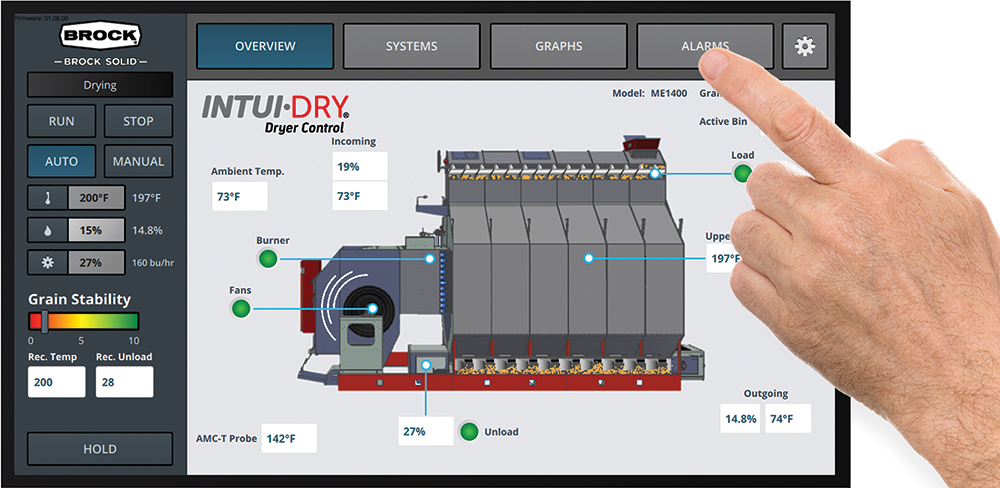 Firmware: 01.08.00
BROCK®
BROCK SOLID™
Drying
RUN
STOP
AUTO
MANUAL
200°F
197°F
15%
14.8%
27%
160 bu/hr
Grain Stability
0
5
10
Rec. Temp
Rec. Unload
200
28
HOLD
OVERVIEW
SYSTEMS
GRAPHS
ALARMS
INTUI•DRY®
Dryer Control
Model: ME1400
Active Bin
Incoming
19%
73°F
Ambient Temp.
73°F
Load
Burner
Fans
197°F
AMC-T Probe
142°F
27%
Unload
Outgoing
14.8%
74°F